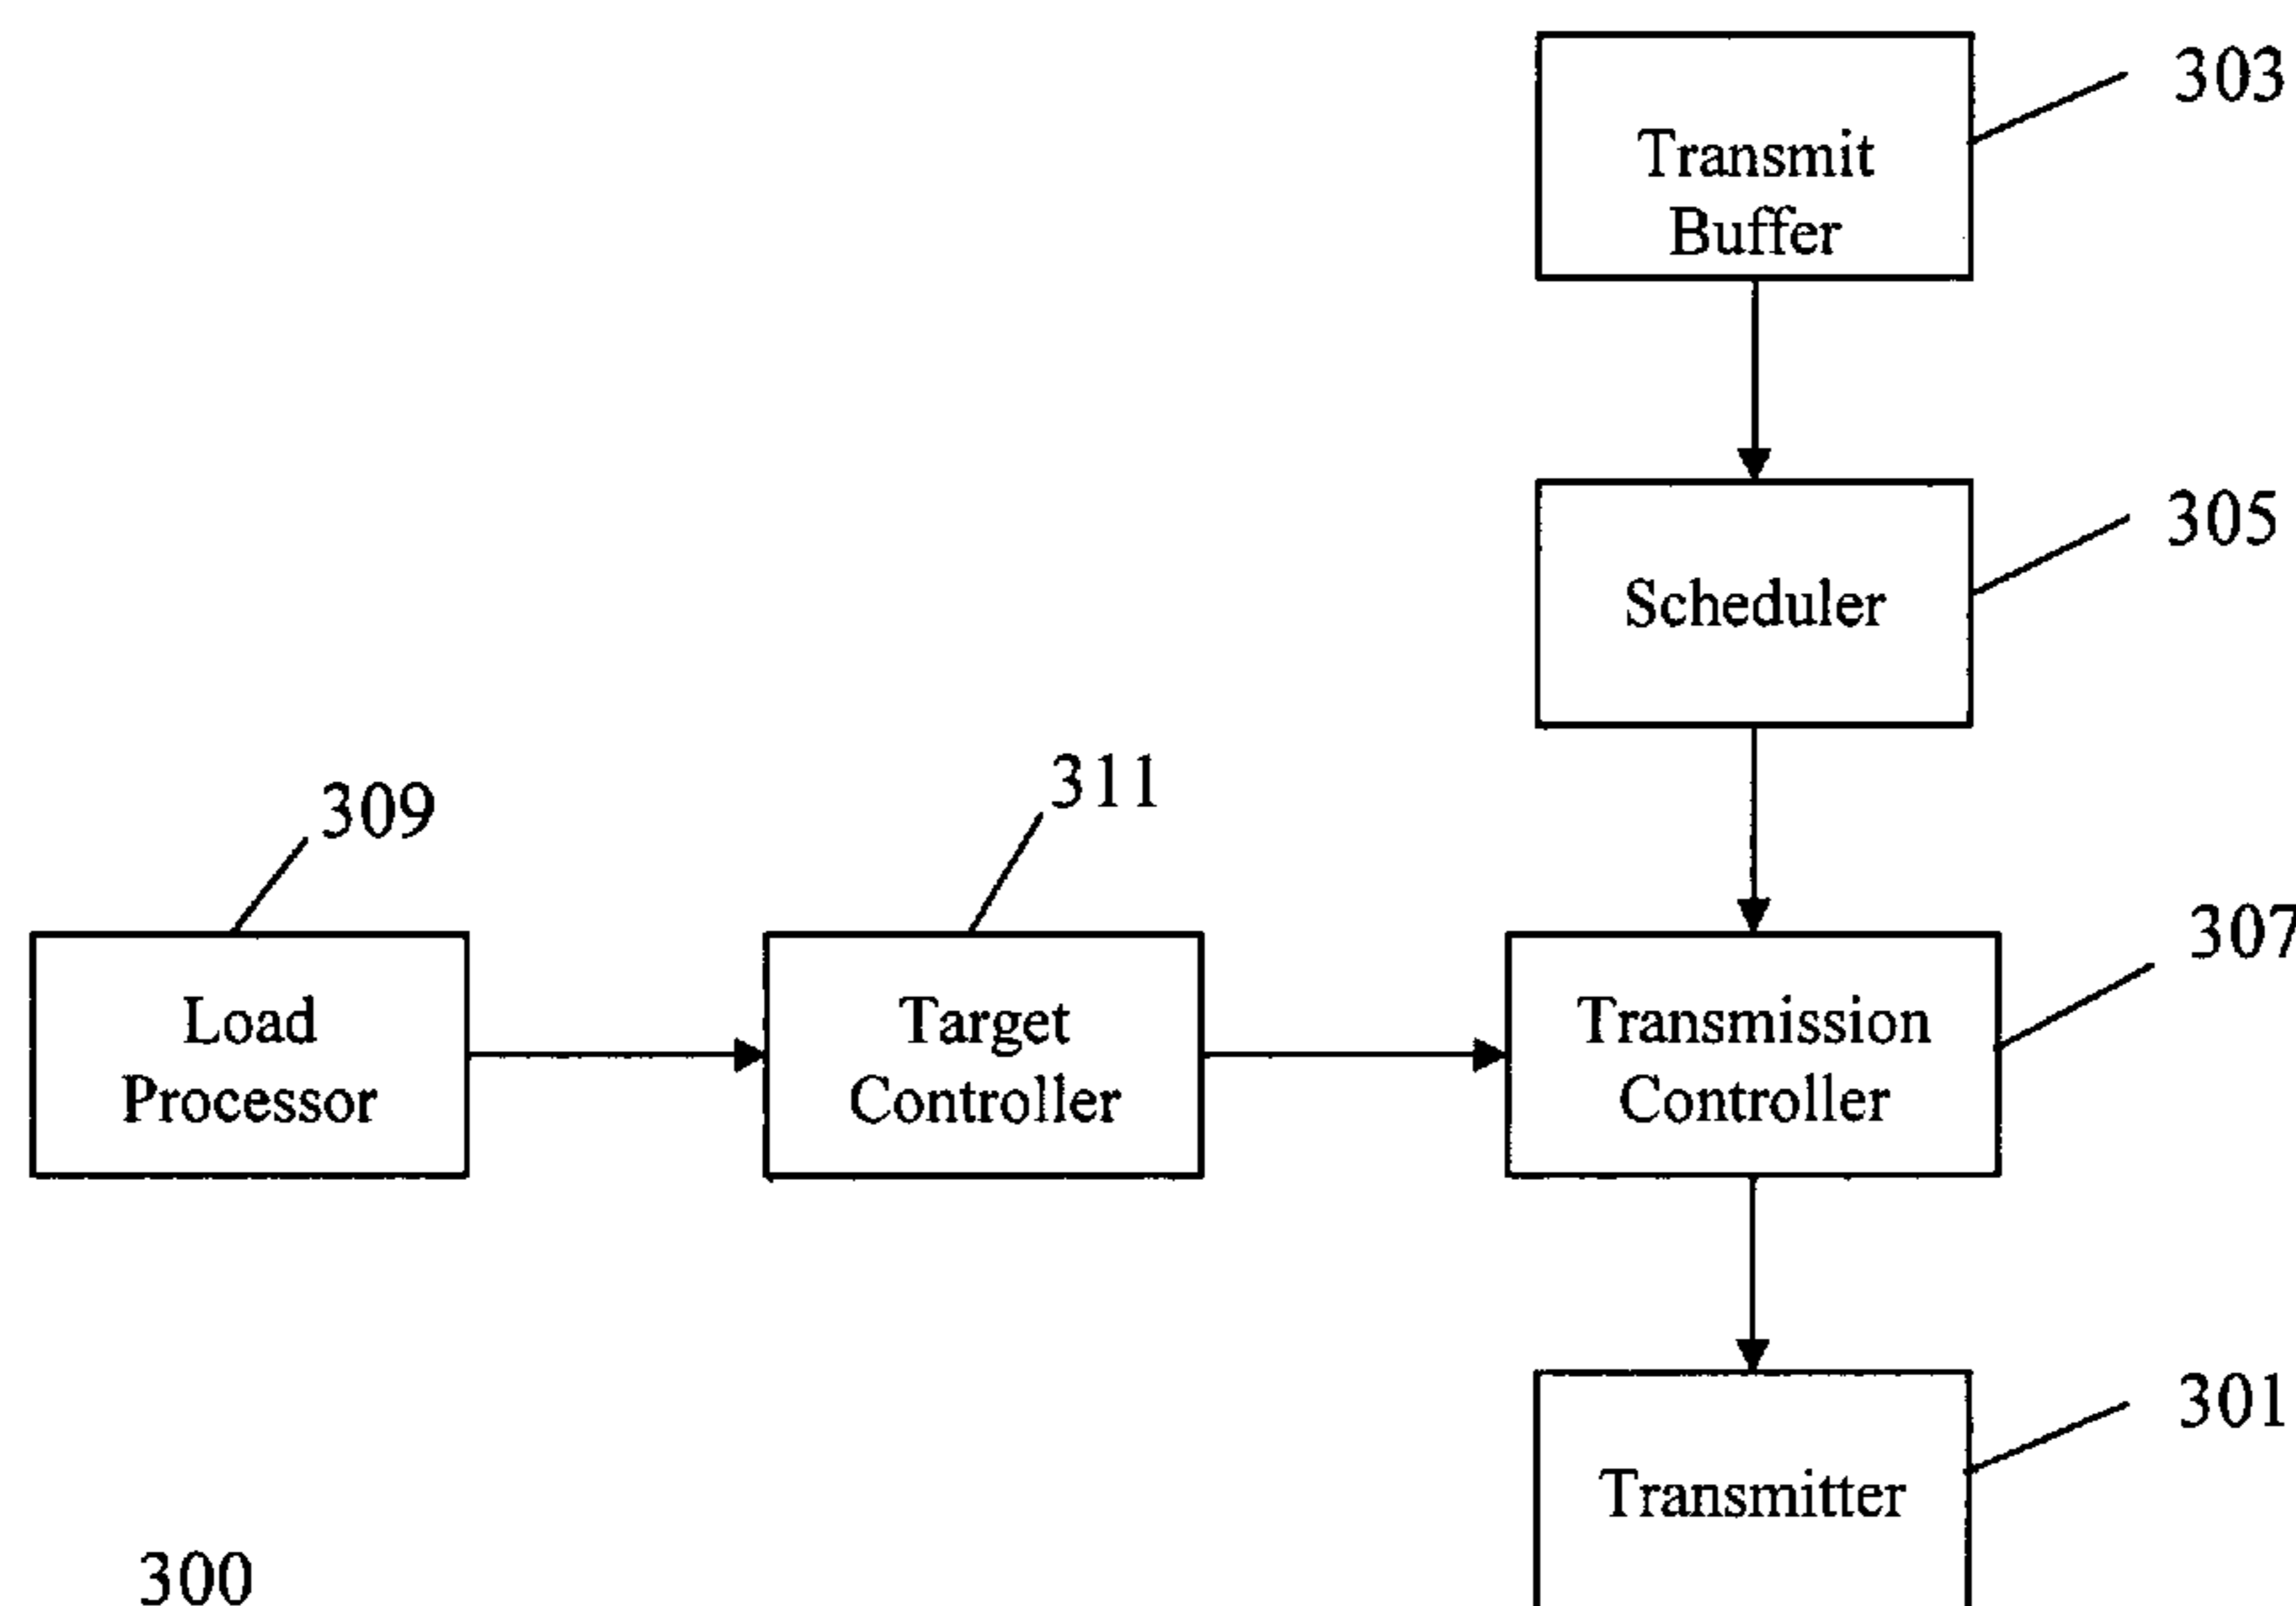 303
Transmit
Buffer
305
Scheduler
309
311
307
Load
Processor
Target
Controller
Transmission
Controller
301
Transmitter
300